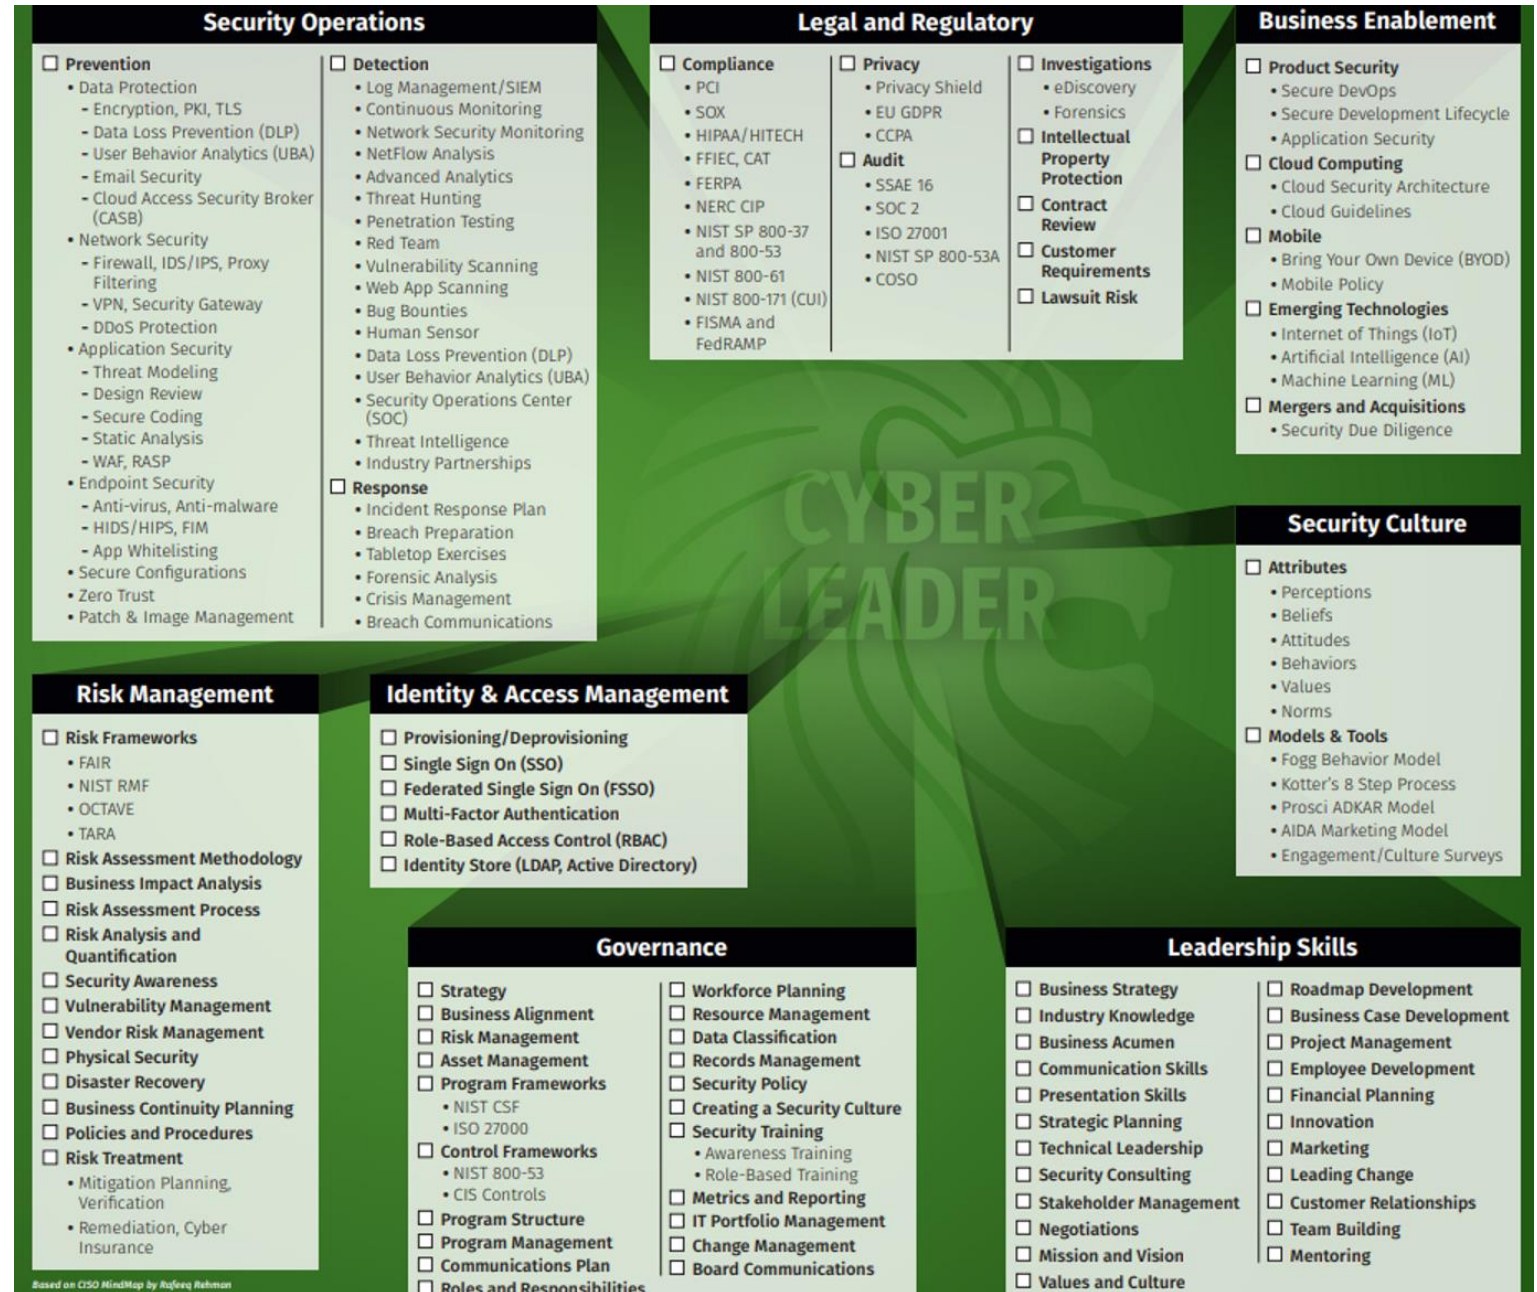 Security Operations
☐ Prevention
• Data Protection
– Encryption, PKI, TLS
– Data Loss Prevention (DLP)
– User Behavior Analytics (UBA)
– Email Security
– Cloud Access Security Broker
(CASB)
• Network Security
– Firewall, IDS/IPS, Proxy
Filtering
– VPN, Security Gateway
– DDoS Protection
• Application Security
– Threat Modeling
– Design Review
– Secure Coding
– Static Analysis
– WAF, RASP
• Endpoint Security
– Anti-virus, Anti-malware
– HIDS/HIPS, FIM
– App Whitelisting
• Secure Configurations
• Zero Trust
• Patch & Image Management
☐ Detection
• Log Management/SIEM
• Continuous Monitoring
• Network Security Monitoring
• NetFlow Analysis
• Advanced Analytics
• Threat Hunting
• Penetration Testing
• Red Team
• Vulnerability Scanning
• Web App Scanning
• Bug Bounties
• Human Sensor
• Data Loss Prevention (DLP)
• User Behavior Analytics (UBA)
• Security Operations Center
(SOC)
• Threat Intelligence
• Industry Partnerships
☐ Response
• Incident Response Plan
• Breach Preparation
• Tabletop Exercises
• Forensic Analysis
• Crisis Management
• Breach Communications
Legal and Regulatory
☐ Compliance
• PCI
• SOX
• HIPAA/HITECH
• FFIEC, CAT
• FERPA
• NERC CIP
• NIST SP 800-37
and 800-53
• NIST 800-61
• NIST 800-171 (CUI)
• FISMA and
FedRAMP
☐ Privacy
• Privacy Shield
• EU GDPR
• CCPA
☐ Audit
• SSAE 16
• SOC 2
• ISO 27001
• NIST SP 800-53A
• COSO
☐ Investigations
• eDiscovery
• Forensics
☐ Intellectual
Property
Protection
☐ Contract
Review
☐ Customer
Requirements
☐ Lawsuit Risk
Business Enablement
☐ Product Security
• Secure DevOps
• Secure Development Lifecycle
• Application Security
☐ Cloud Computing
• Cloud Security Architecture
• Cloud Guidelines
☐ Mobile
• Bring Your Own Device (BYOD)
• Mobile Policy
☐ Emerging Technologies
• Internet of Things (IoT)
• Artificial Intelligence (AI)
• Machine Learning (ML)
☐ Mergers and Acquisitions
• Security Due Diligence
CYBER
LEADER
Security Culture
☐ Attributes
• Perceptions
• Beliefs
• Attitudes
• Behaviors
• Values
• Norms
☐ Models & Tools
• Fogg Behavior Model
• Kotter's 8 Step Process
• Prosci ADKAR Model
• AIDA Marketing Model
• Engagement/Culture Surveys
Risk Management
☐ Risk Frameworks
• FAIR
• NIST RMF
• OCTAVE
• TARA
☐ Risk Assessment Methodology
☐ Business Impact Analysis
☐ Risk Assessment Process
☐ Risk Analysis and
Quantification
☐ Security Awareness
☐ Vulnerability Management
☐ Vendor Risk Management
☐ Physical Security
☐ Disaster Recovery
☐ Business Continuity Planning
☐ Policies and Procedures
☐ Risk Treatment
• Mitigation Planning,
Verification
• Remediation, Cyber
Insurance
Based on CISO MindMap by Rafeeq Rehman
Identity & Access Management
☐ Provisioning/Deprovisioning
☐ Single Sign On (SSO)
☐ Federated Single Sign On (FSSO)
☐ Multi-Factor Authentication
☐ Role-Based Access Control (RBAC)
☐ Identity Store (LDAP, Active Directory)
Governance
☐ Strategy
☐ Business Alignment
☐ Risk Management
☐ Asset Management
☐ Program Frameworks
• NIST CSF
• ISO 27000
☐ Control Frameworks
• NIST 800-53
• CIS Controls
☐ Program Structure
☐ Program Management
☐ Communications Plan
☐ Roles and Responsibilities
☐ Workforce Planning
☐ Resource Management
☐ Data Classification
☐ Records Management
☐ Security Policy
☐ Creating a Security Culture
☐ Security Training
• Awareness Training
• Role-Based Training
☐ Metrics and Reporting
☐ IT Portfolio Management
☐ Change Management
☐ Board Communications
Leadership Skills
☐ Business Strategy
☐ Industry Knowledge
☐ Business Acumen
☐ Communication Skills
☐ Presentation Skills
☐ Strategic Planning
☐ Technical Leadership
☐ Security Consulting
☐ Stakeholder Management
☐ Negotiations
☐ Mission and Vision
☐ Values and Culture
☐ Roadmap Development
☐ Business Case Development
☐ Project Management
☐ Employee Development
☐ Financial Planning
☐ Innovation
☐ Marketing
☐ Leading Change
☐ Customer Relationships
☐ Team Building
☐ Mentoring